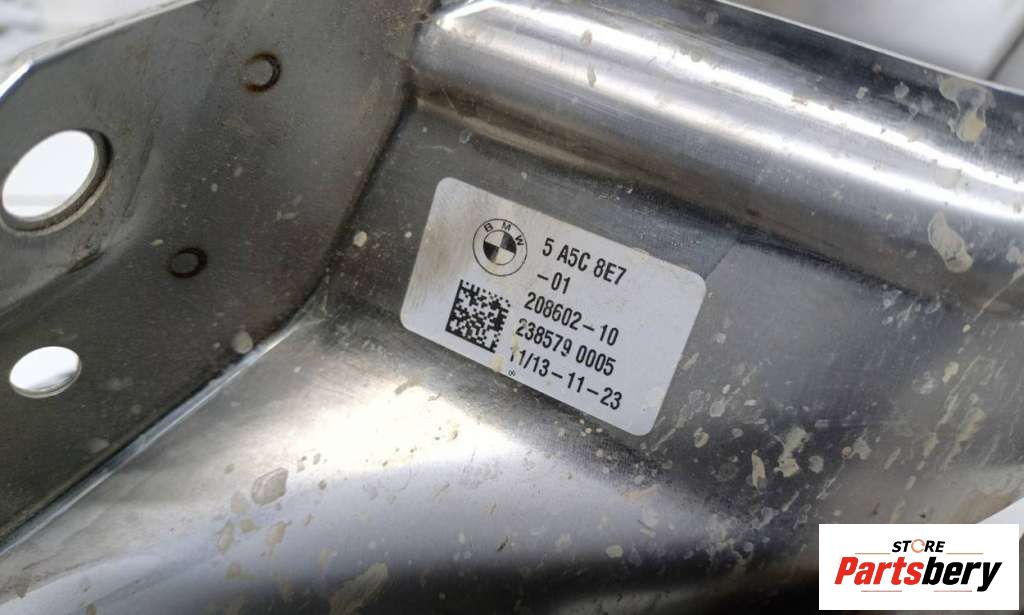 BMW
5 A5C 8E7
-01
208602-10
238579 0005
11/13-11-23
STORE
Partsbery